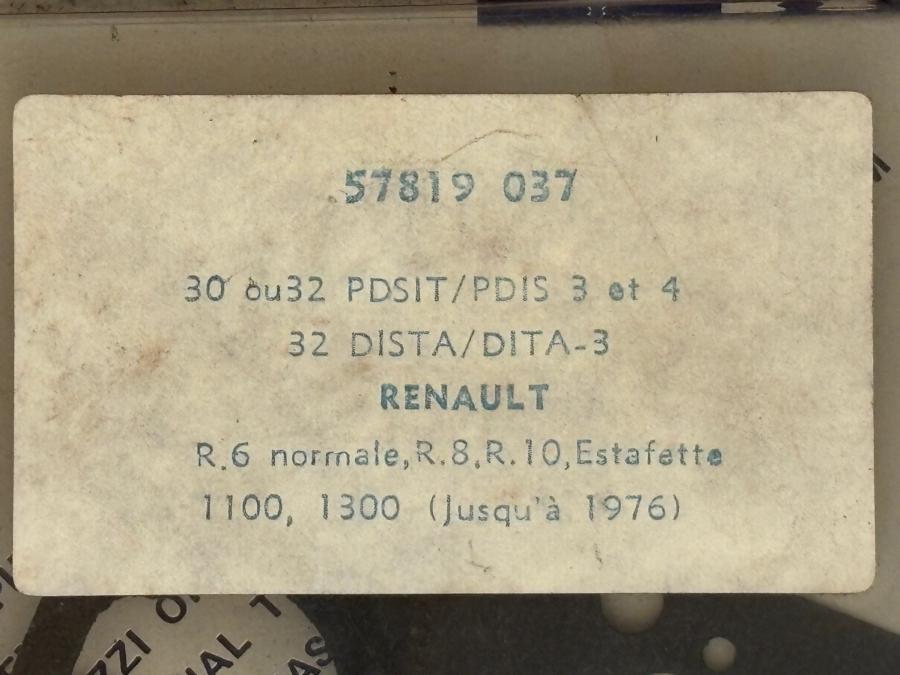 57819 037
30 ou32 PDSIT/PDIS 3 et 4
32 DISTA/DITA-3
RENAULT
R.6 normale,R.8,R.10,Estafette
1100, 1300 (Jusqu'à 1976)